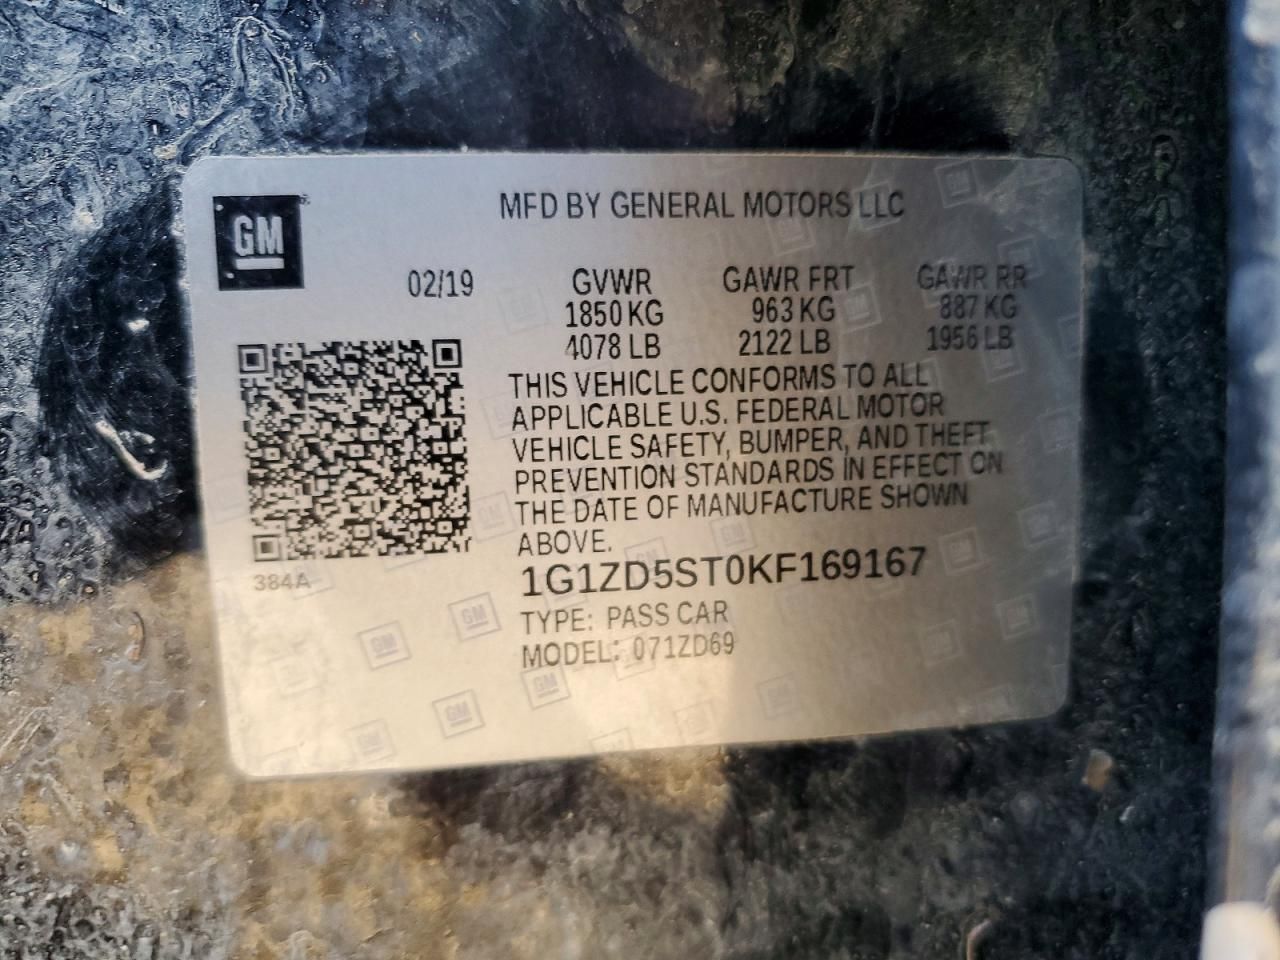 MFD BY GENERAL MOTORS LLC
GM
02/19 GVWR GAWR FRT GAWR RR
1850 KG 963 KG 887 KG
4078 LB 2122 LB 1956 LB
THIS VEHICLE CONFORMS TO ALL
APPLICABLE U.S. FEDERAL MOTOR
VEHICLE SAFETY, BUMPER, AND THEFT
PREVENTION STANDARDS IN EFFECT ON
THE DATE OF MANUFACTURE SHOWN
ABOVE.
384A
1G1ZD5ST0KF169167
TYPE: PASS CAR
MODEL: 071ZD69